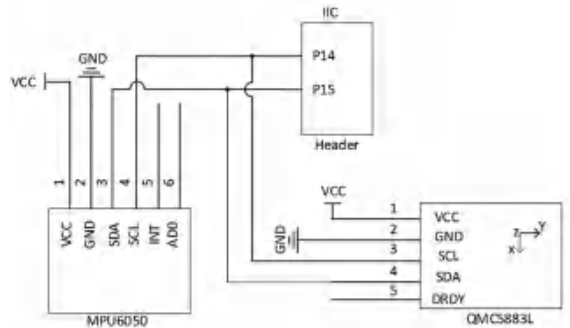 IIC
P14
P15
Header
GND
VCC
1
2
3
4
5
6
VCC
GND
SDA
SCL
INT
AD0
MPU6050
VCC
GND
1
2
3
4
5
VCC
GND
SCL
SDA
DRDY
Z
Y
X
QMC5883L